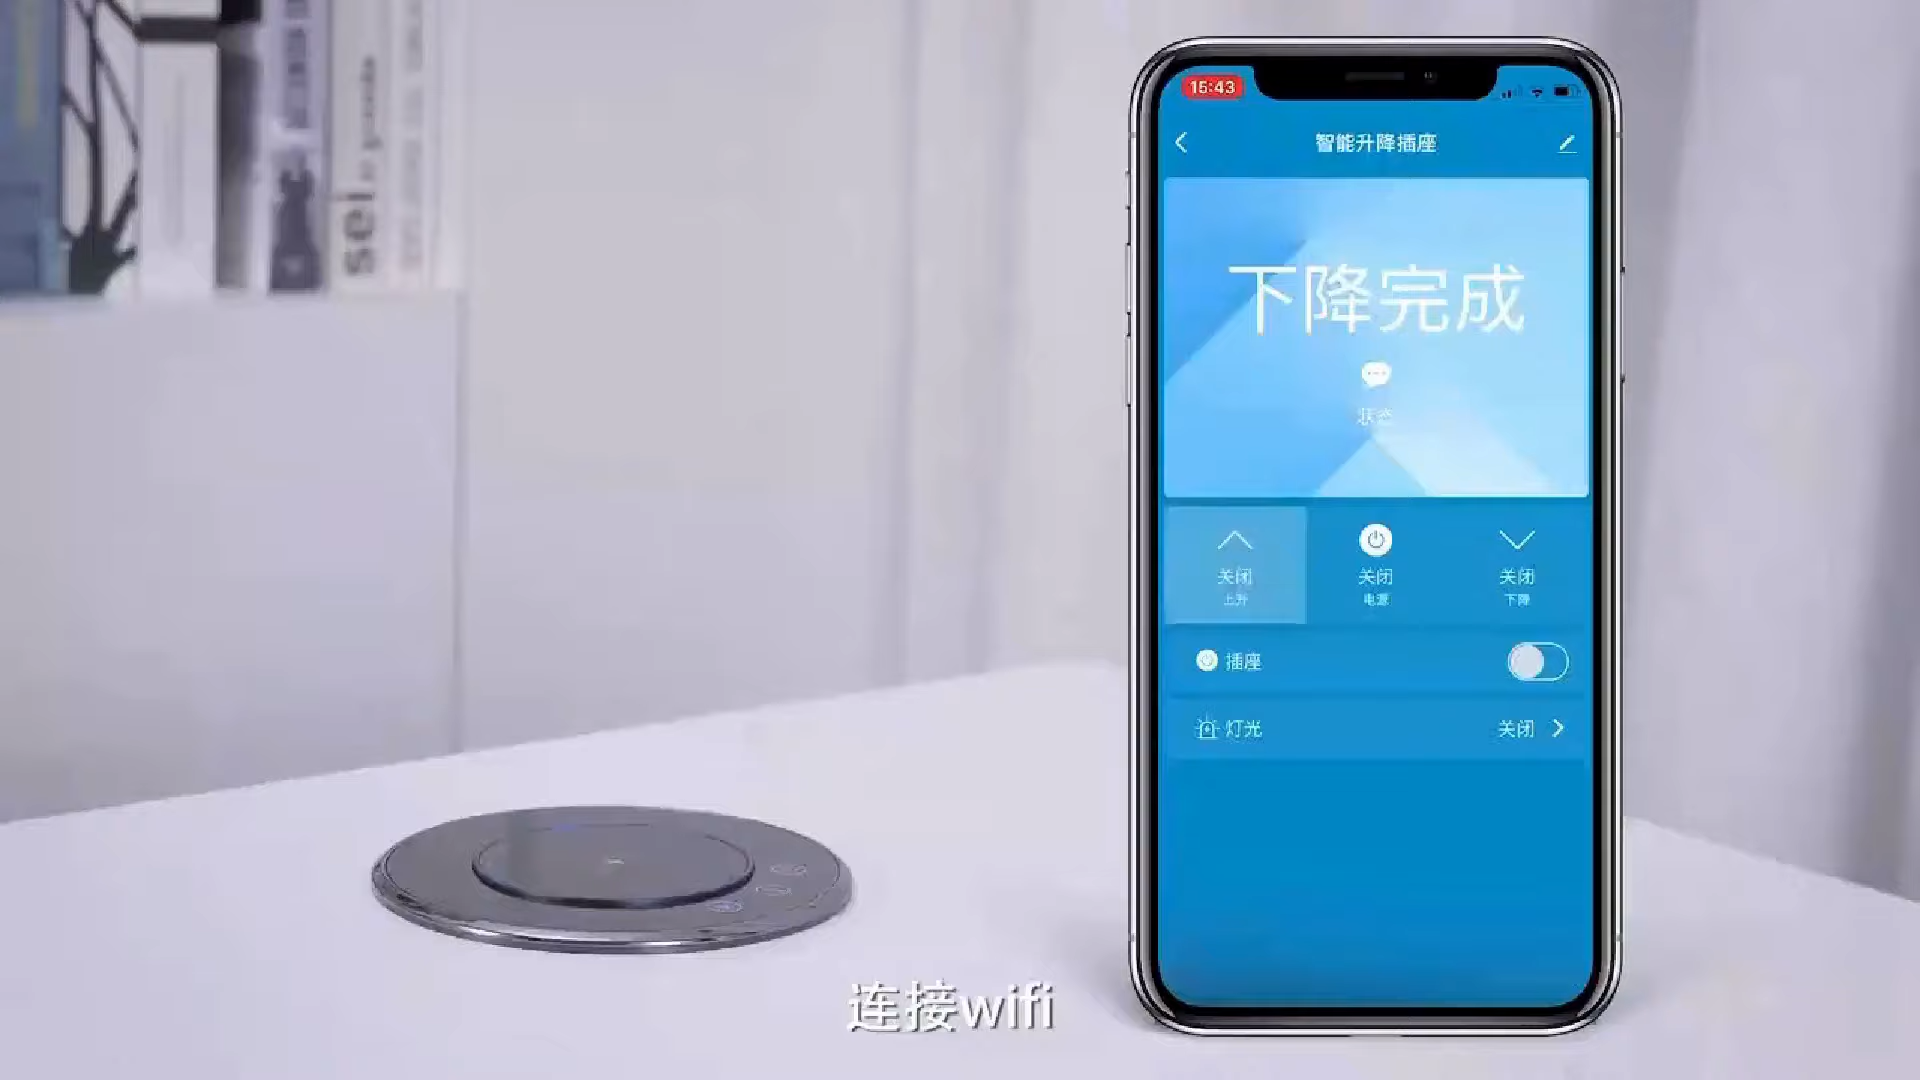 sei
15:43
智能升降插座
下降完成
状态
关闭
上升
关闭
电源
关闭
下降
插座
灯光
关闭
连接wifi